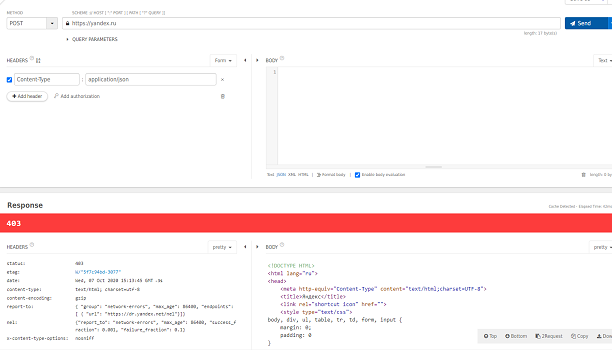 METHOD
SCHEME :// HOST [ ":" PORT ] [ PATH [ "?" QUERY ]]
POST
https://yandex.ru
Send
length: 17 byte(s)
QUERY PARAMETERS
HEADERS
Form
BODY
Text
Content-Type
:
application/json
x
1
+ Add header
Add authorization
Text JSON XML HTML
Format body
Enable body evaluation
length: 0 by
Response
Cache Detected - Elapsed Time:
403
HEADERS
pretty
BODY
pretty
status: 403
etag: W/"5f7c94bd-3077"
date: Wed, 07 Oct 2020 15:13:45 GMT
content-type: text/html; charset=utf-8
content-encoding: gzip
report-to: { "group": "network-errors", "max_age": 86400, "endpoints":
[ { "url": "https://dr.yandex.net/nel"}]}
nel: {"report_to": "network-errors", "max_age": 86400, "success_f
raction": 0.001, "failure_fraction": 0.1}
x-content-type-options: nosniff
<!DOCTYPE HTML>
<html lang="ru">
<head>
<meta http-equiv="Content-Type" content="text/html;charset=UTF-8">
<title>Яндекс</title>
<link rel="shortcut icon" href="">
<style type="text/css">
body, div, ul, table, tr, td, form, input {
margin: 0;
padding: 0
}
Top
Bottom
2Request
Copy
Dow